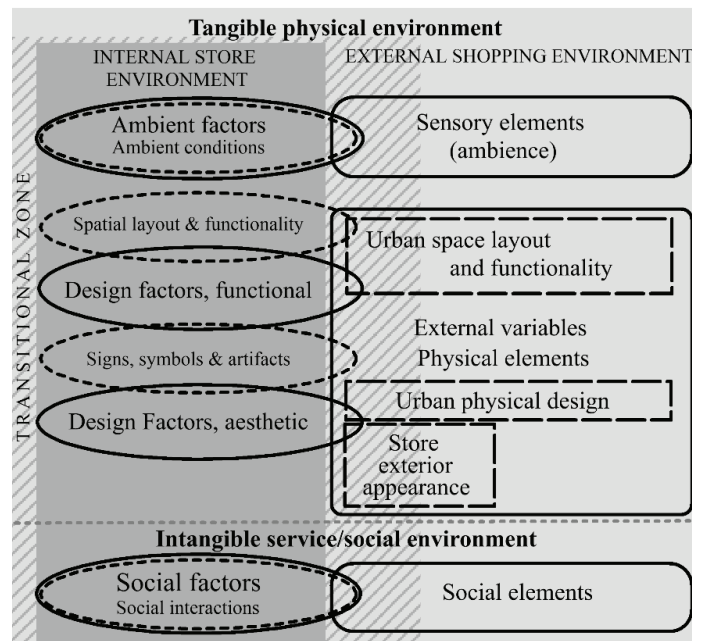 Tangible physical environment
INTERNAL STORE
ENVIRONMENT
EXTERNAL SHOPPING ENVIRONMENT
TRANSITIONAL ZONE
Ambient factors
Ambient conditions
Sensory elements
(ambience)
Spatial layout & functionality
Urban space layout
and functionality
Design factors, functional
External variables
Physical elements
Signs, symbols & artifacts
Urban physical design
Design Factors, aesthetic
Store
exterior
appearance
Intangible service/social environment
Social factors
Social interactions
Social elements